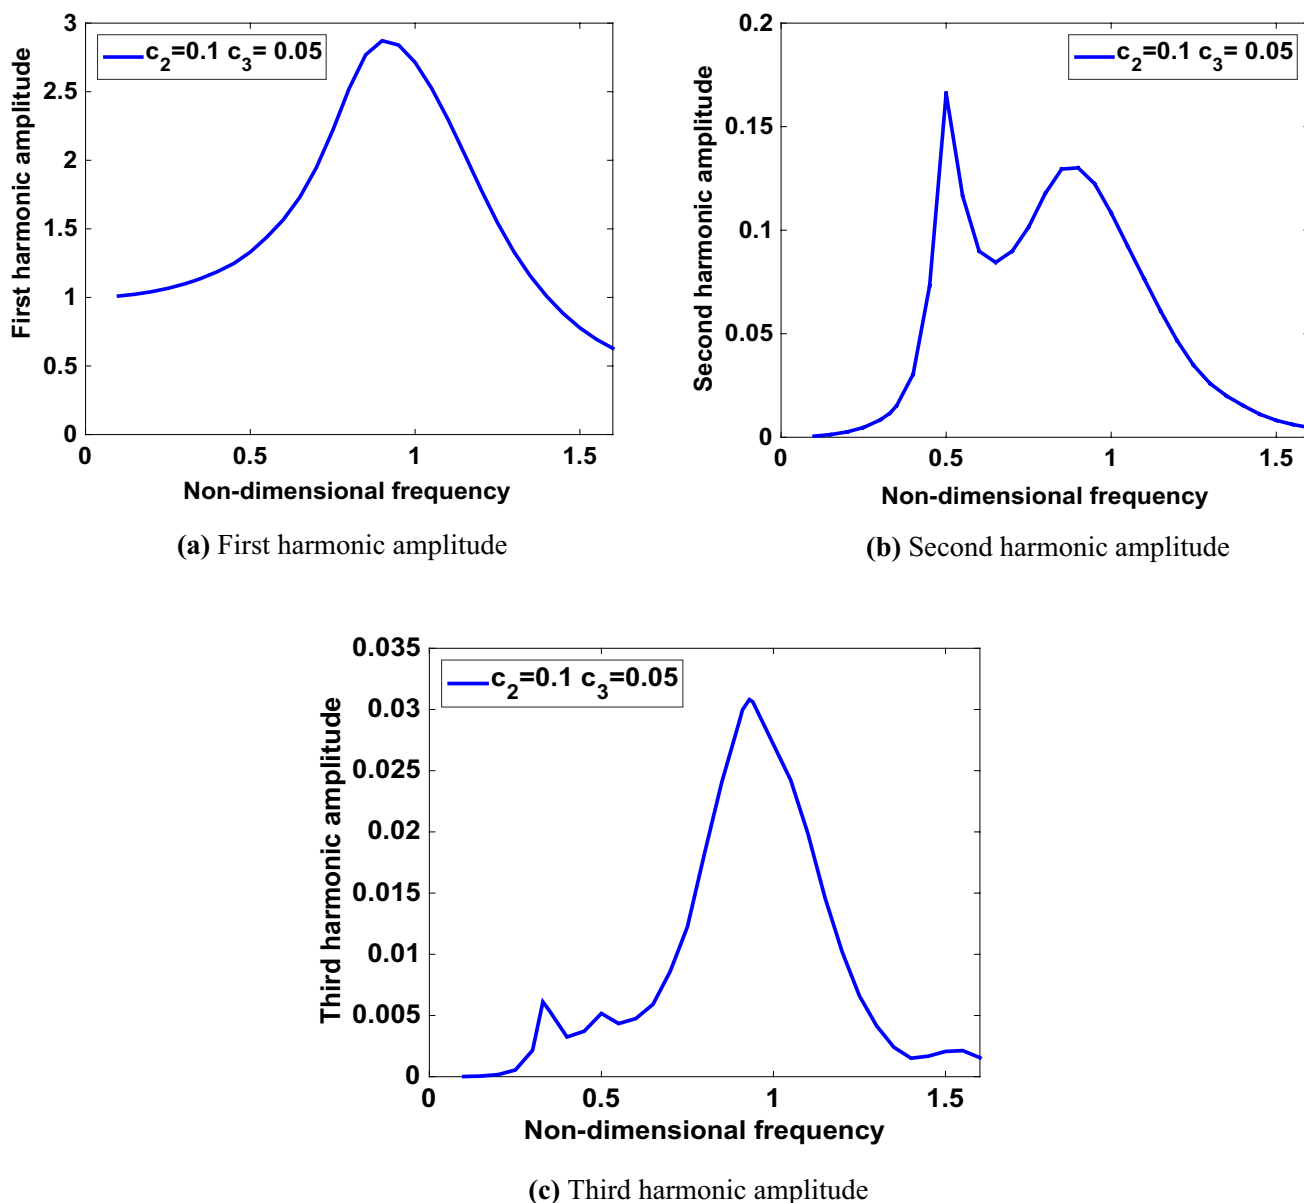 First harmonic amplitude
3
2.5
2
1.5
1
0.5
0
c2=0.1 c3= 0.05
0
0.5
1
1.5
Non-dimensional frequency
(a) First harmonic amplitude
Second harmonic amplitude
0.2
0.15
0.1
0.05
0
c2=0.1 c3= 0.05
0
0.5
1
1.5
Non-dimensional frequency
(b) Second harmonic amplitude
Third harmonic amplitude
0.035
0.03
0.025
0.02
0.015
0.01
0.005
0
c2=0.1 c3=0.05
0
0.5
1
1.5
Non-dimensional frequency
(c) Third harmonic amplitude